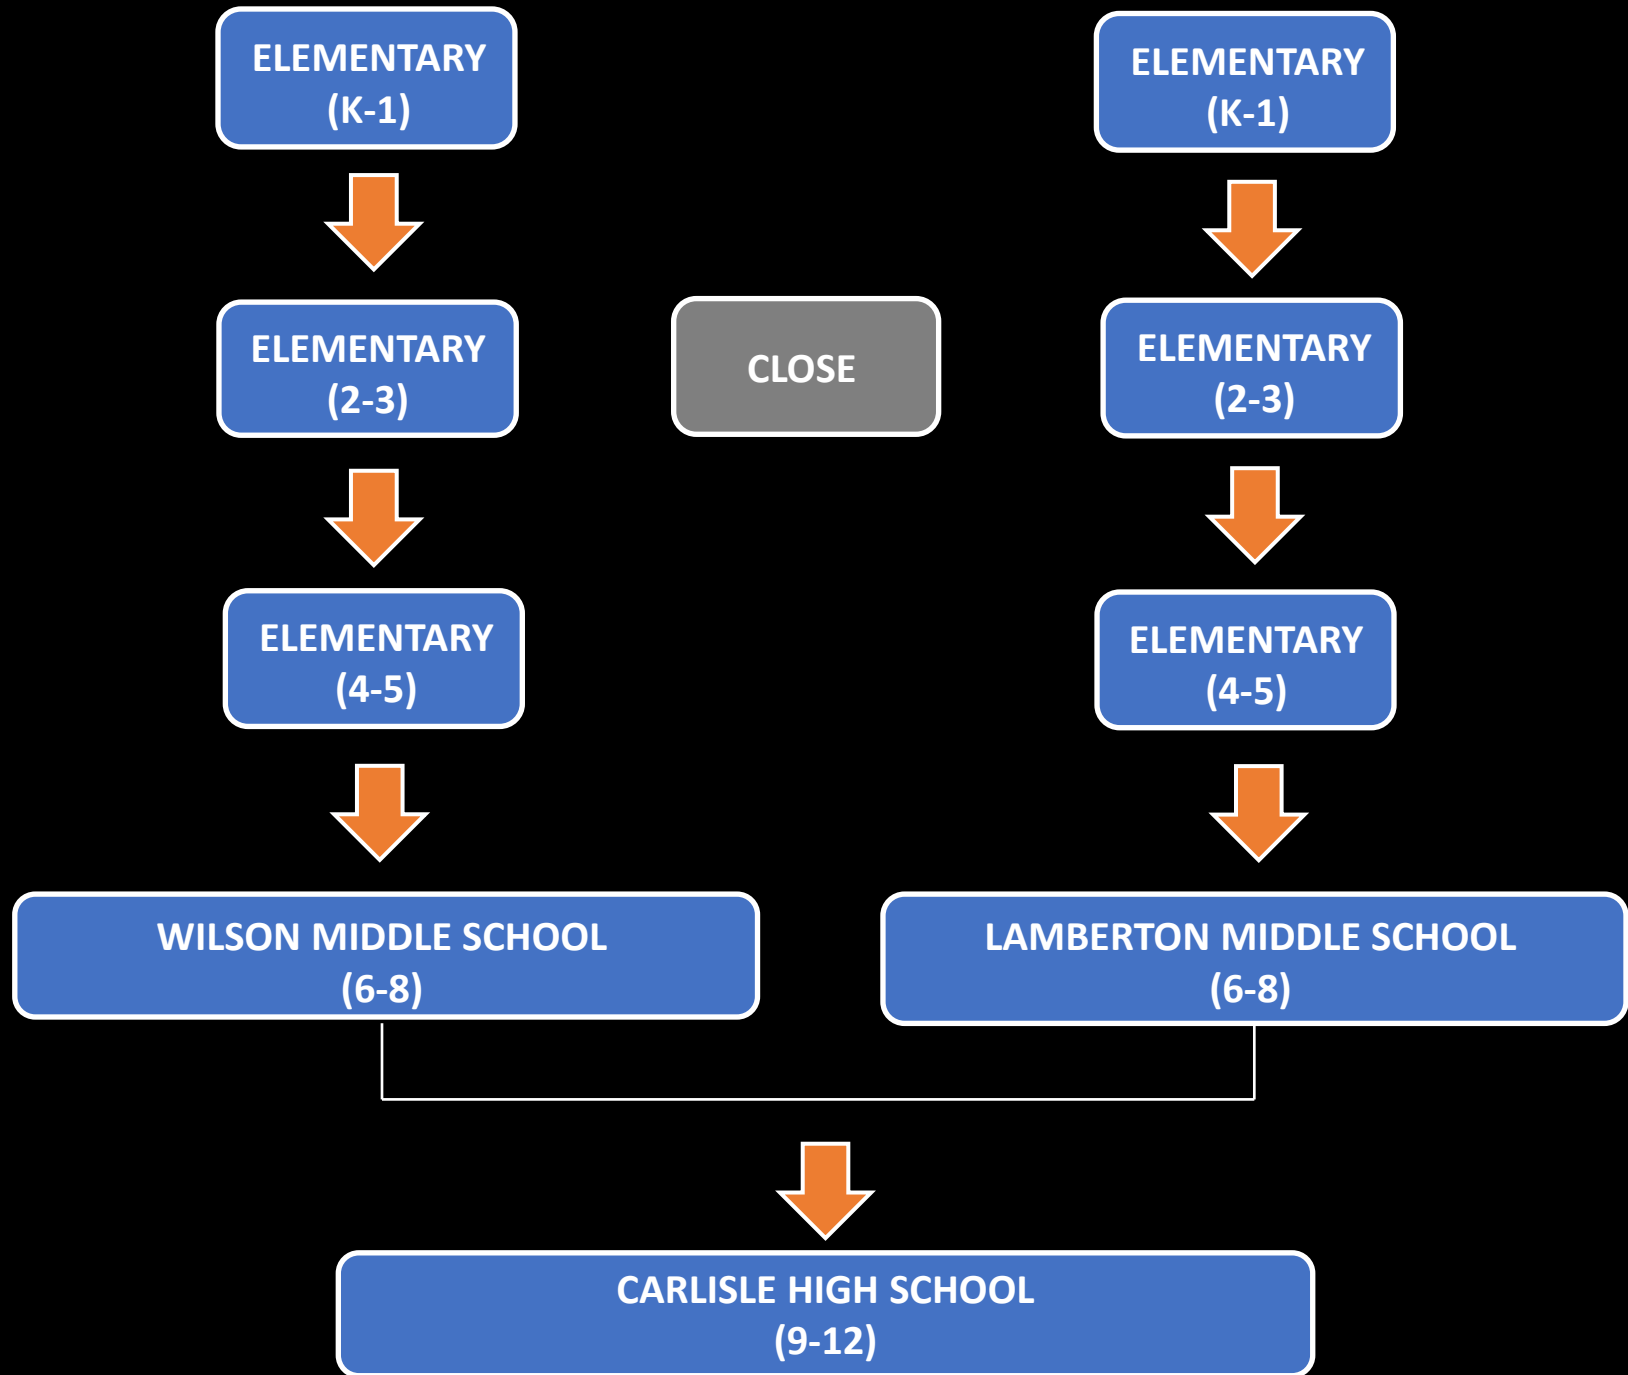 ELEMENTARY
(K-1)
ELEMENTARY
(K-1)
ELEMENTARY
(2-3)
CLOSE
ELEMENTARY
(2-3)
ELEMENTARY
(4-5)
ELEMENTARY
(4-5)
WILSON MIDDLE SCHOOL
(6-8)
LAMBERTON MIDDLE SCHOOL
(6-8)
CARLISLE HIGH SCHOOL
(9-12)